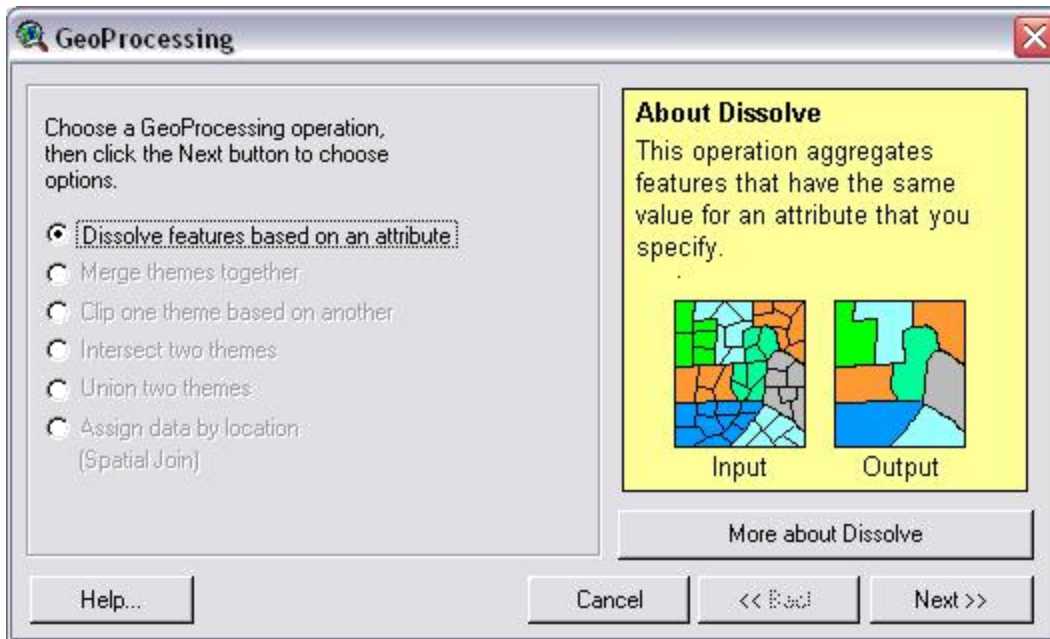 GeoProcessing
Choose a GeoProcessing operation,
then click the Next button to choose
options.
Dissolve features based on an attribute
Merge themes together
Clip one theme based on another
Intersect two themes
Union two themes
Assign data by location
(Spatial Join)
About Dissolve
This operation aggregates
features that have the same
value for an attribute that you
specify.
Input
Output
More about Dissolve
Help...
Cancel
<< Back
Next >>